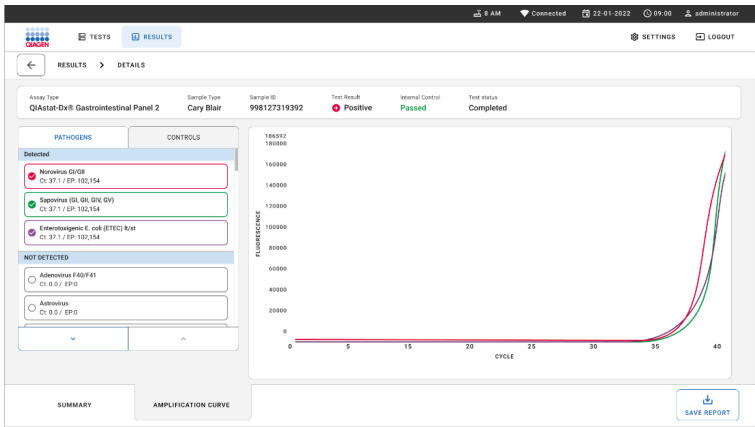 8 AM Connected 22-01-2022 09:00 administrator
QIAGEN TESTS RESULTS SETTINGS LOGOUT
RESULTS > DETAILS
Assay Type Sample Type Sample ID Test Result Internal Control Test status
QIAstat-Dx® Gastrointestinal Panel 2 Cary Blair 998127319392 Positive Passed Completed
PATHOGENS CONTROLS
Detected
Norovirus GI/GII
Ct: 37.1 / EP: 102,154
Sapovirus (GI, GII, GIV, GV)
Ct: 37.1 / EP: 102,154
Enterotoxigenic E. coli (ETEC) lt/st
Ct: 37.1 / EP: 102,154
NOT DETECTED
Adenovirus F40/F41
Ct: 0.0 / EP:0
Astrovirus
Ct: 0.0 / EP:0
186592
180000
160000
140000
120000
100000
80000
60000
40000
20000
0
FLUORESCENCE
0 5 15 20 25 30 35 40
CYCLE
SUMMARY AMPLIFICATION CURVE SAVE REPORT